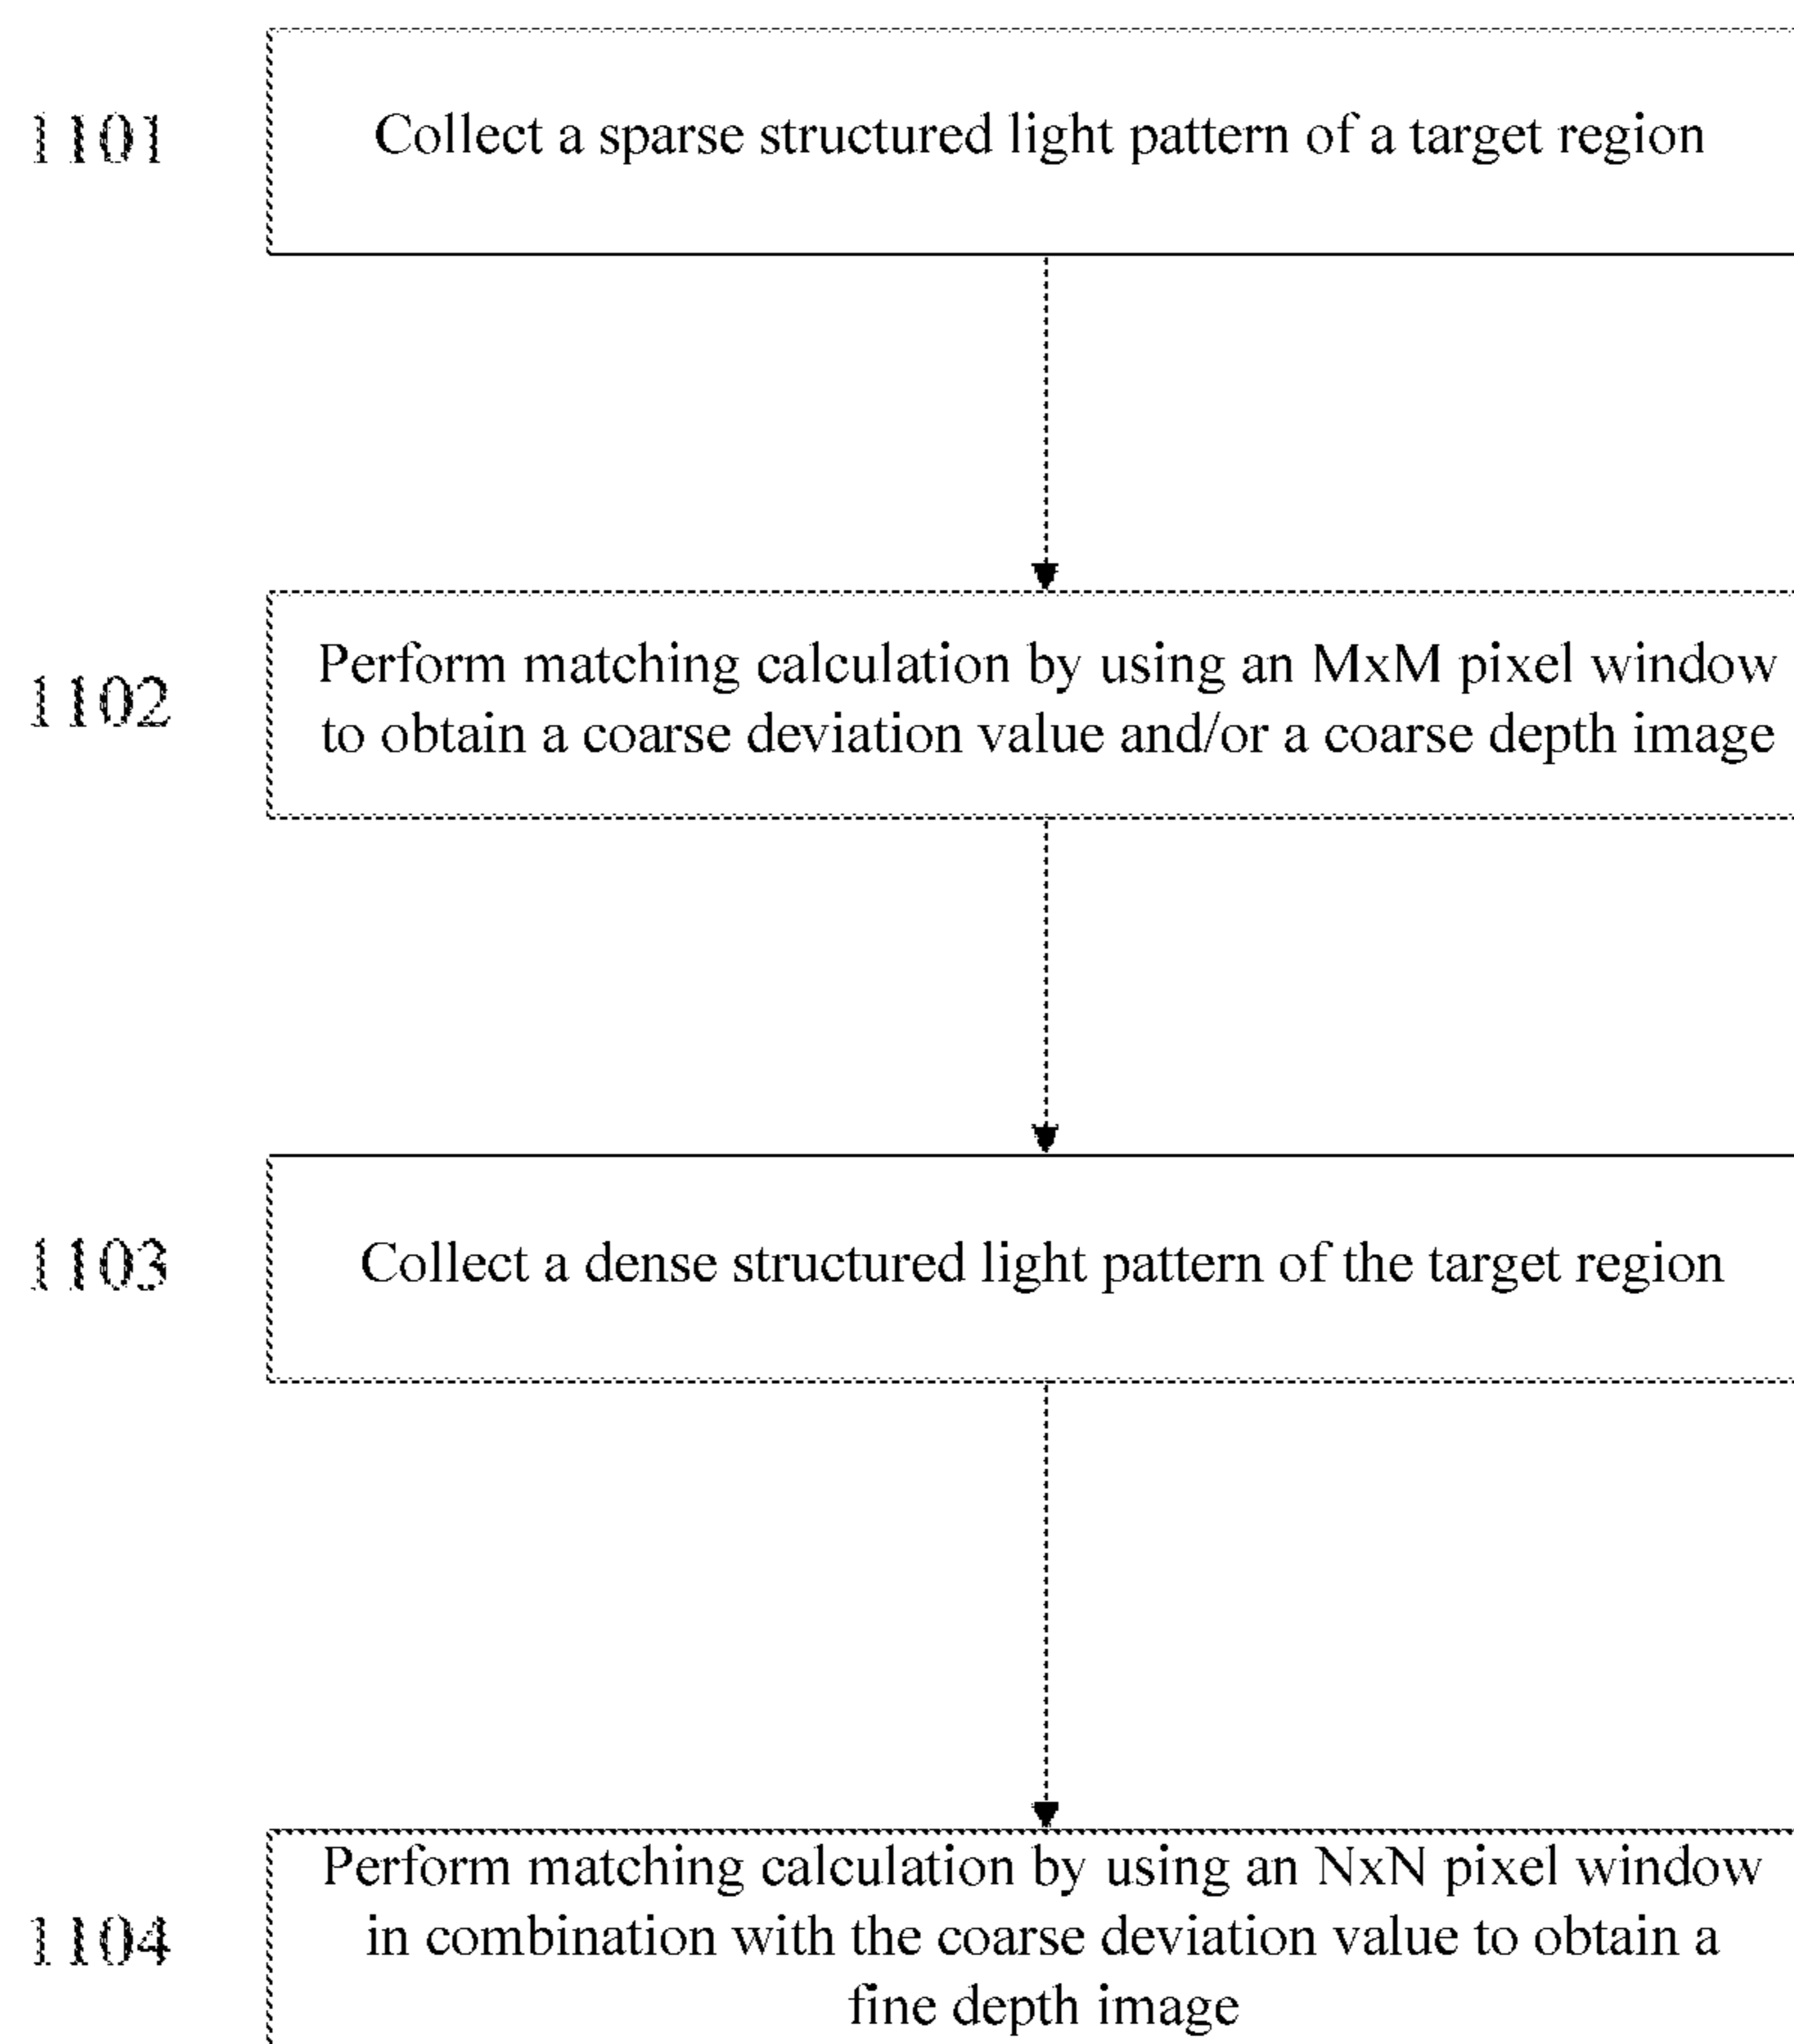 1101
Collect a sparse structured light pattern of a target region
1102
Perform matching calculation by using an MxM pixel window
to obtain a coarse deviation value and/or a coarse depth image
1103
Collect a dense structured light pattern of the target region
1104
Perform matching calculation by using an NxN pixel window
in combination with the coarse deviation value to obtain a
fine depth image